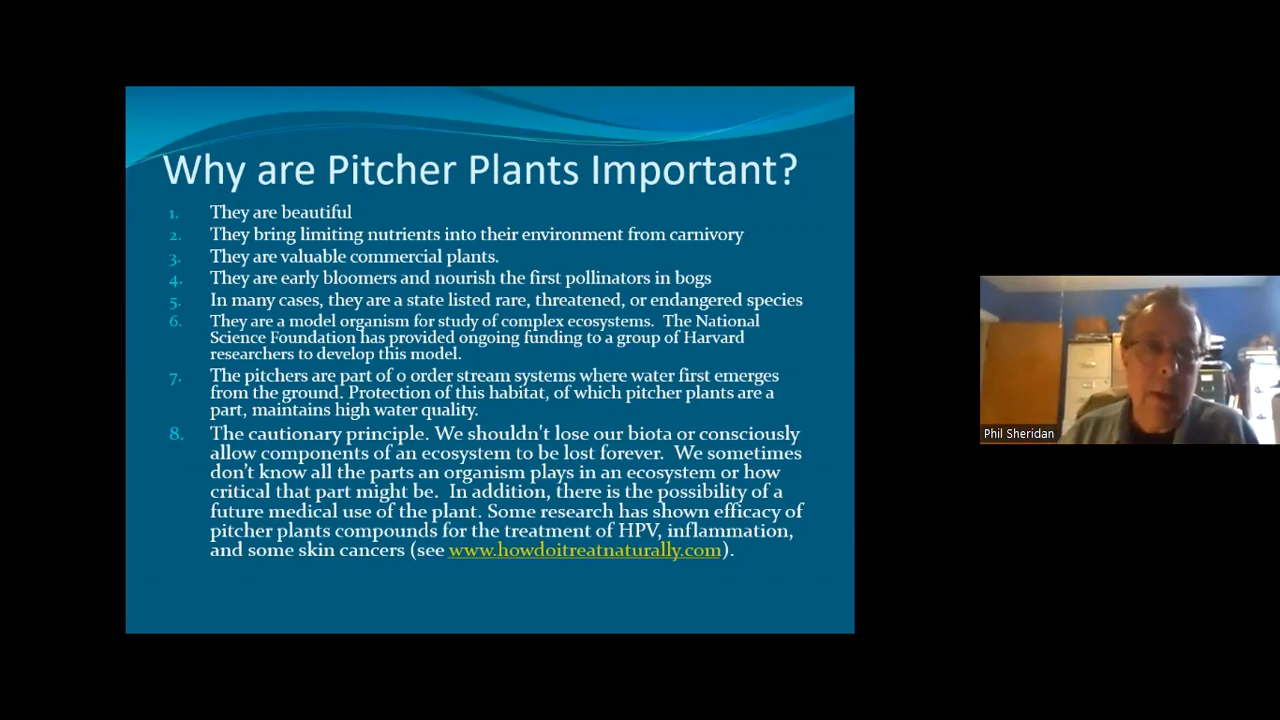 Why are Pitcher Plants Important?
1. They are beautiful
2. They bring limiting nutrients into their environment from carnivory
3. They are valuable commercial plants.
4. They are early bloomers and nourish the first pollinators in bogs
5. In many cases, they are a state listed rare, threatened, or endangered species
6. They are a model organism for study of complex ecosystems. The National
Science Foundation has provided ongoing funding to a group of Harvard
researchers to develop this model.
7. The pitchers are part of 0 order stream systems where water first emerges
from the ground. Protection of this habitat, of which pitcher plants are a
part, maintains high water quality.
8. The cautionary principle. We shouldn't lose our biota or consciously
allow components of an ecosystem to be lost forever. We sometimes
don't know all the parts an organism plays in an ecosystem or how
critical that part might be. In addition, there is the possibility of a
future medical use of the plant. Some research has shown efficacy of
pitcher plants compounds for the treatment of HPV, inflammation,
and some skin cancers (see www.howdoitreatnaturally.com).
Phil Sheridan